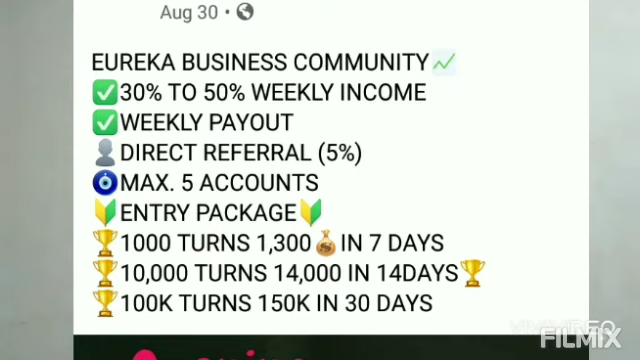 Aug 30 •
EUREKA BUSINESS COMMUNITY📈
✅30% TO 50% WEEKLY INCOME
✅WEEKLY PAYOUT
👤DIRECT REFERRAL (5%)
🧿MAX. 5 ACCOUNTS
🔰ENTRY PACKAGE🔰
🏆1000 TURNS 1,300💰IN 7 DAYS
🏆10,000 TURNS 14,000 IN 14DAYS🏆
🏆100K TURNS 150K IN 30 DAYS
FILMIX